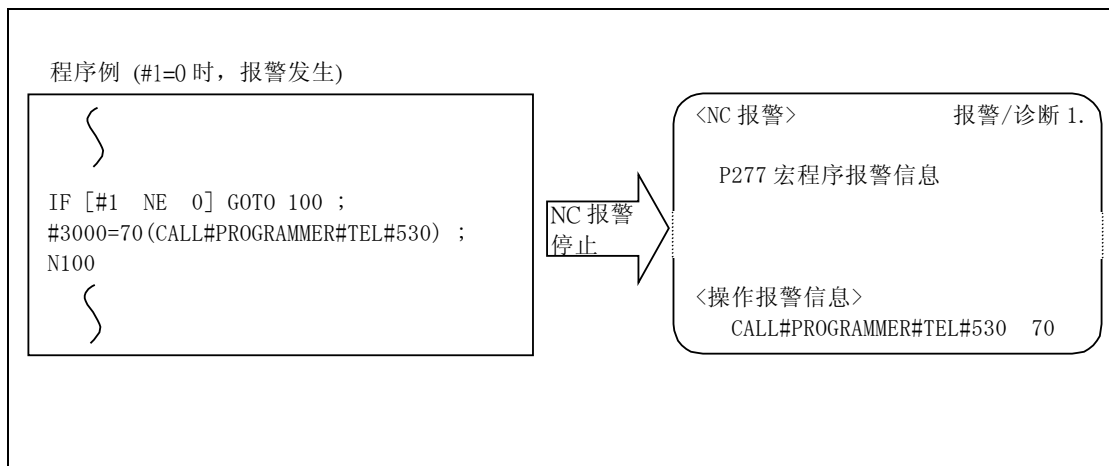 程序例 (#1=0 时，报警发生)
IF [#1 NE 0] GOTO 100 ;
#3000=70(CALL#PROGRAMMER#TEL#530) ;
N100
NC 报警
停止
<NC 报警> 报警/诊断 1.
P277 宏程序报警信息
<操作报警信息>
CALL#PROGRAMMER#TEL#530 70